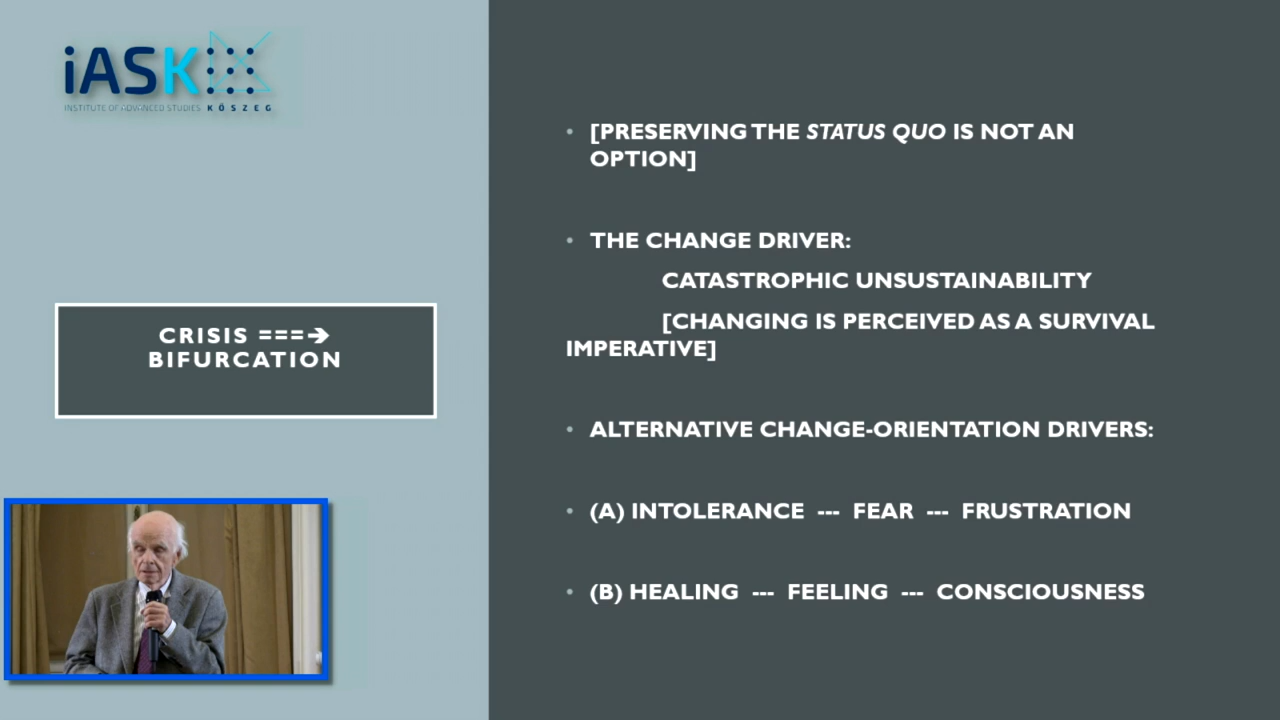 iASK
INSTITUTE OF ADVANCED STUDIES KŐSZEG
CRISIS ===➔
BIFURCATION
• [PRESERVING THE STATUS QUO IS NOT AN
OPTION]
• THE CHANGE DRIVER:
CATASTROPHIC UNSUSTAINABILITY
[CHANGING IS PERCEIVED AS A SURVIVAL
IMPERATIVE]
• ALTERNATIVE CHANGE-ORIENTATION DRIVERS:
• (A) INTOLERANCE --- FEAR --- FRUSTRATION
• (B) HEALING --- FEELING --- CONSCIOUSNESS